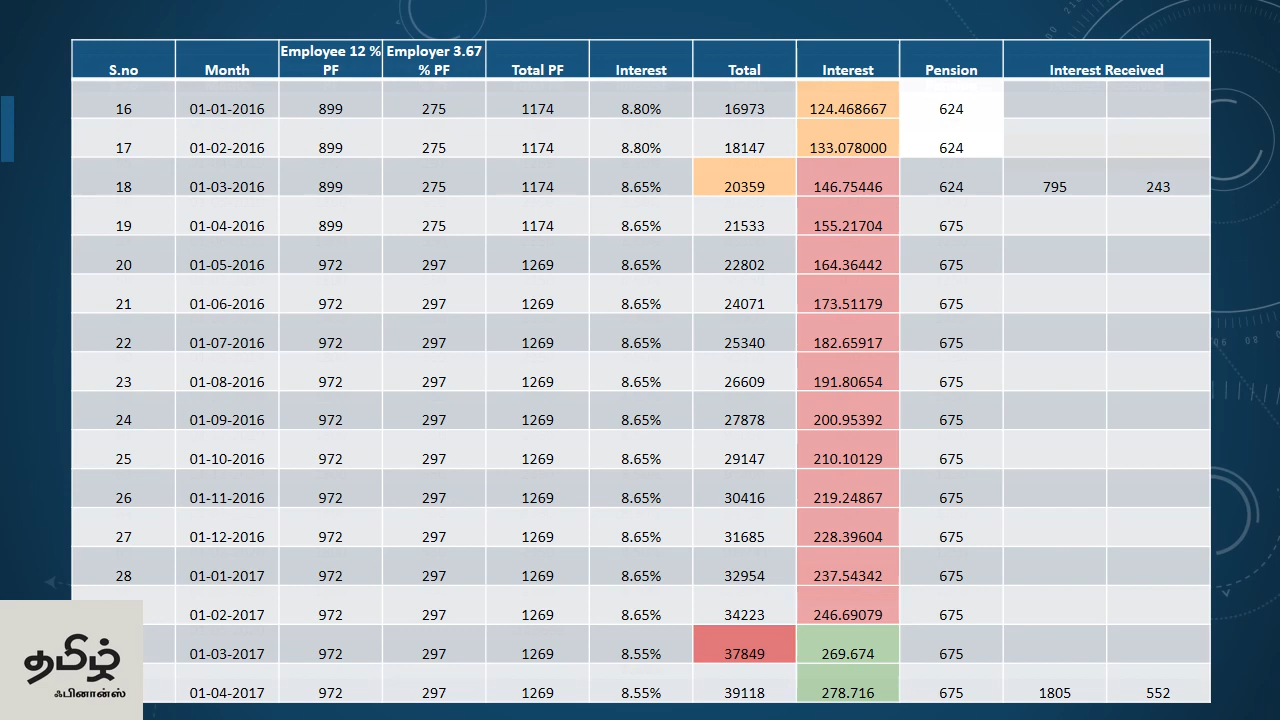 S.no Month Employee 12 % PF Employer 3.67 % PF Total PF Interest Total Interest Pension Interest Received
16 01-01-2016 899 275 1174 8.80% 16973 124.468667 624
17 01-02-2016 899 275 1174 8.80% 18147 133.078000 624
18 01-03-2016 899 275 1174 8.65% 20359 146.75446 624 795 243
19 01-04-2016 899 275 1174 8.65% 21533 155.21704 675
20 01-05-2016 972 297 1269 8.65% 22802 164.36442 675
21 01-06-2016 972 297 1269 8.65% 24071 173.51179 675
22 01-07-2016 972 297 1269 8.65% 25340 182.65917 675
23 01-08-2016 972 297 1269 8.65% 26609 191.80654 675
24 01-09-2016 972 297 1269 8.65% 27878 200.95392 675
25 01-10-2016 972 297 1269 8.65% 29147 210.10129 675
26 01-11-2016 972 297 1269 8.65% 30416 219.24867 675
27 01-12-2016 972 297 1269 8.65% 31685 228.39604 675
28 01-01-2017 972 297 1269 8.65% 32954 237.54342 675
01-02-2017 972 297 1269 8.65% 34223 246.69079 675
01-03-2017 972 297 1269 8.55% 37849 269.674 675
01-04-2017 972 297 1269 8.55% 39118 278.716 675 1805 552
தமிழ்
ஃபினான்ஸ்